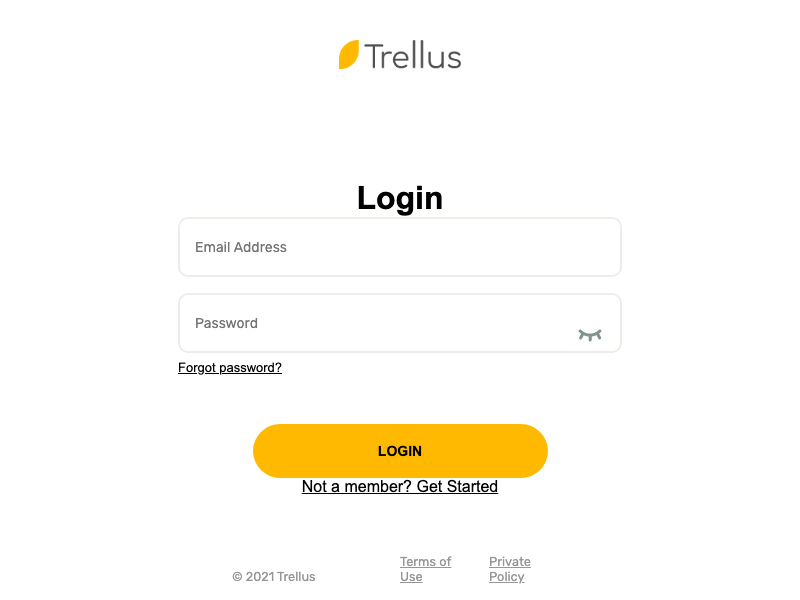 Trellus
Login
Email Address
Password
Forgot password?
LOGIN
Not a member? Get Started
© 2021 Trellus
Terms of
Use
Private
Policy